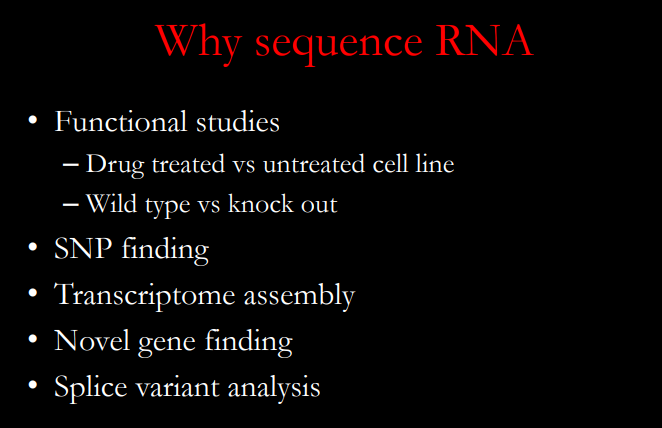 Why sequence RNA
• Functional studies
– Drug treated vs untreated cell line
– Wild type vs knock out
• SNP finding
• Transcriptome assembly
• Novel gene finding
• Splice variant analysis